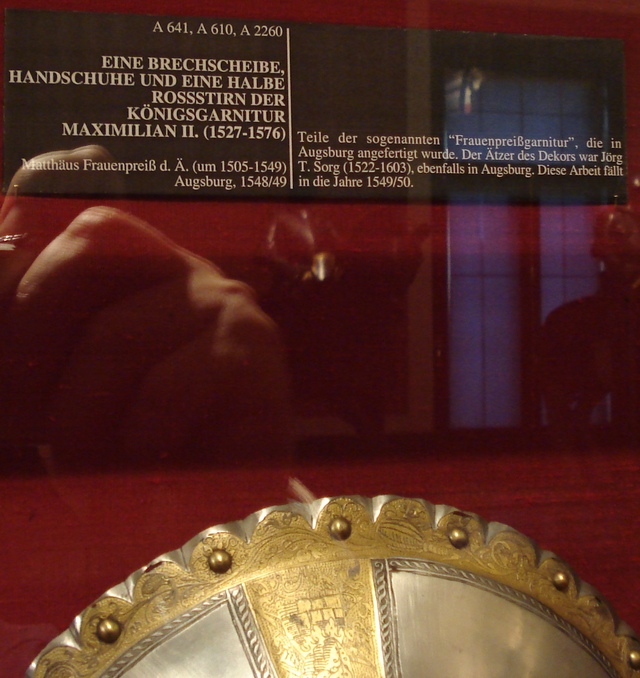 A 641, A 610, A 2260
EINE BRECHSCHEIBE,
HANDSCHUHE UND EINE HALBE
ROSSSTIRN DER
KÖNIGSGARNITUR
MAXIMILIAN II. (1527-1576)
Matthäus Frauenpreiß d. Ä. (um 1505-1549)
Augsburg, 1548/49
Teile der sogenannten “Frauenpreißgarnitur”, die in
Augsburg angefertigt wurde. Der Ätzer des Dekors war Jörg
T. Sorg (1522-1603), ebenfalls in Augsburg. Diese Arbeit fällt
in die Jahre 1549/50.